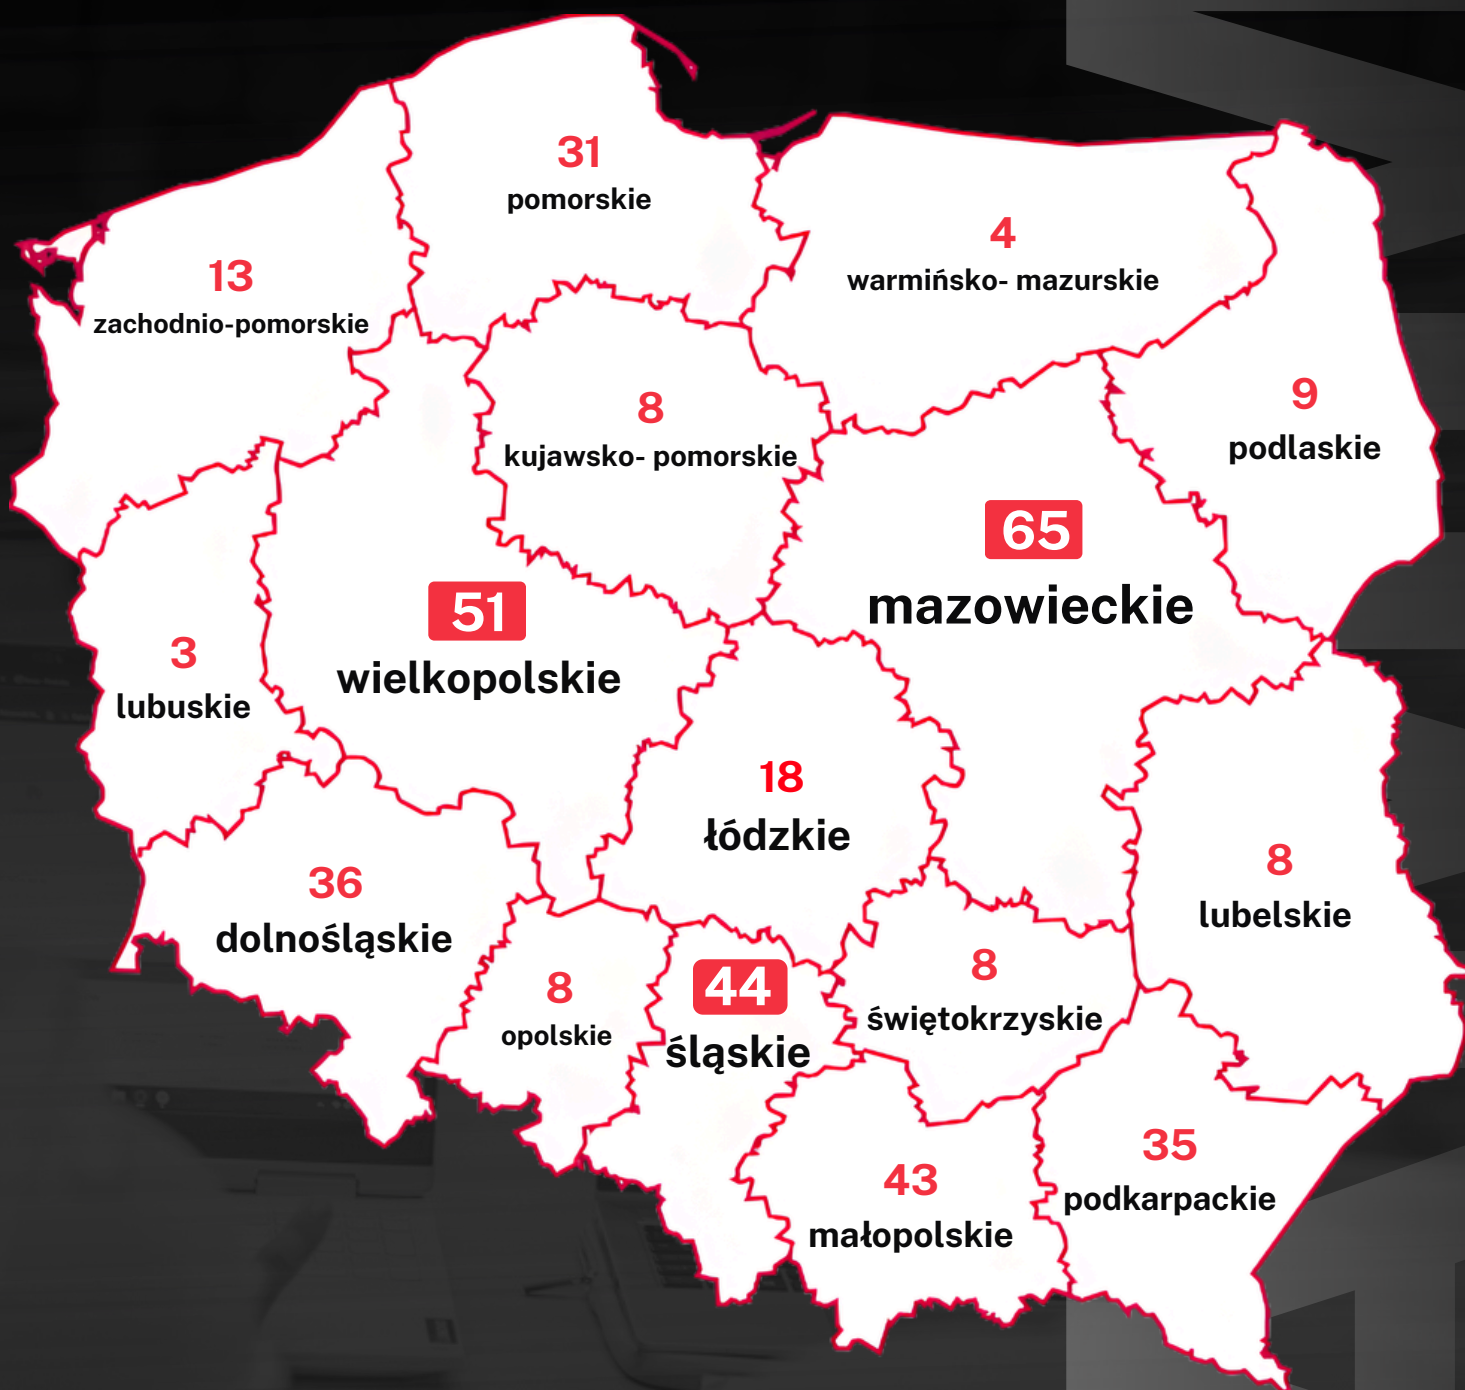 31
pomorskie
4
warmińsko- mazurskie
13
zachodnio-pomorskie
9
podlaskie
8
kujawsko- pomorskie
65
mazowieckie
51
wielkopolskie
3
lubuskie
18
łódzkie
36
dolnośląskie
8
lubelskie
8
świętokrzyskie
8
opolskie
44
śląskie
35
podkarpackie
43
małopolskie